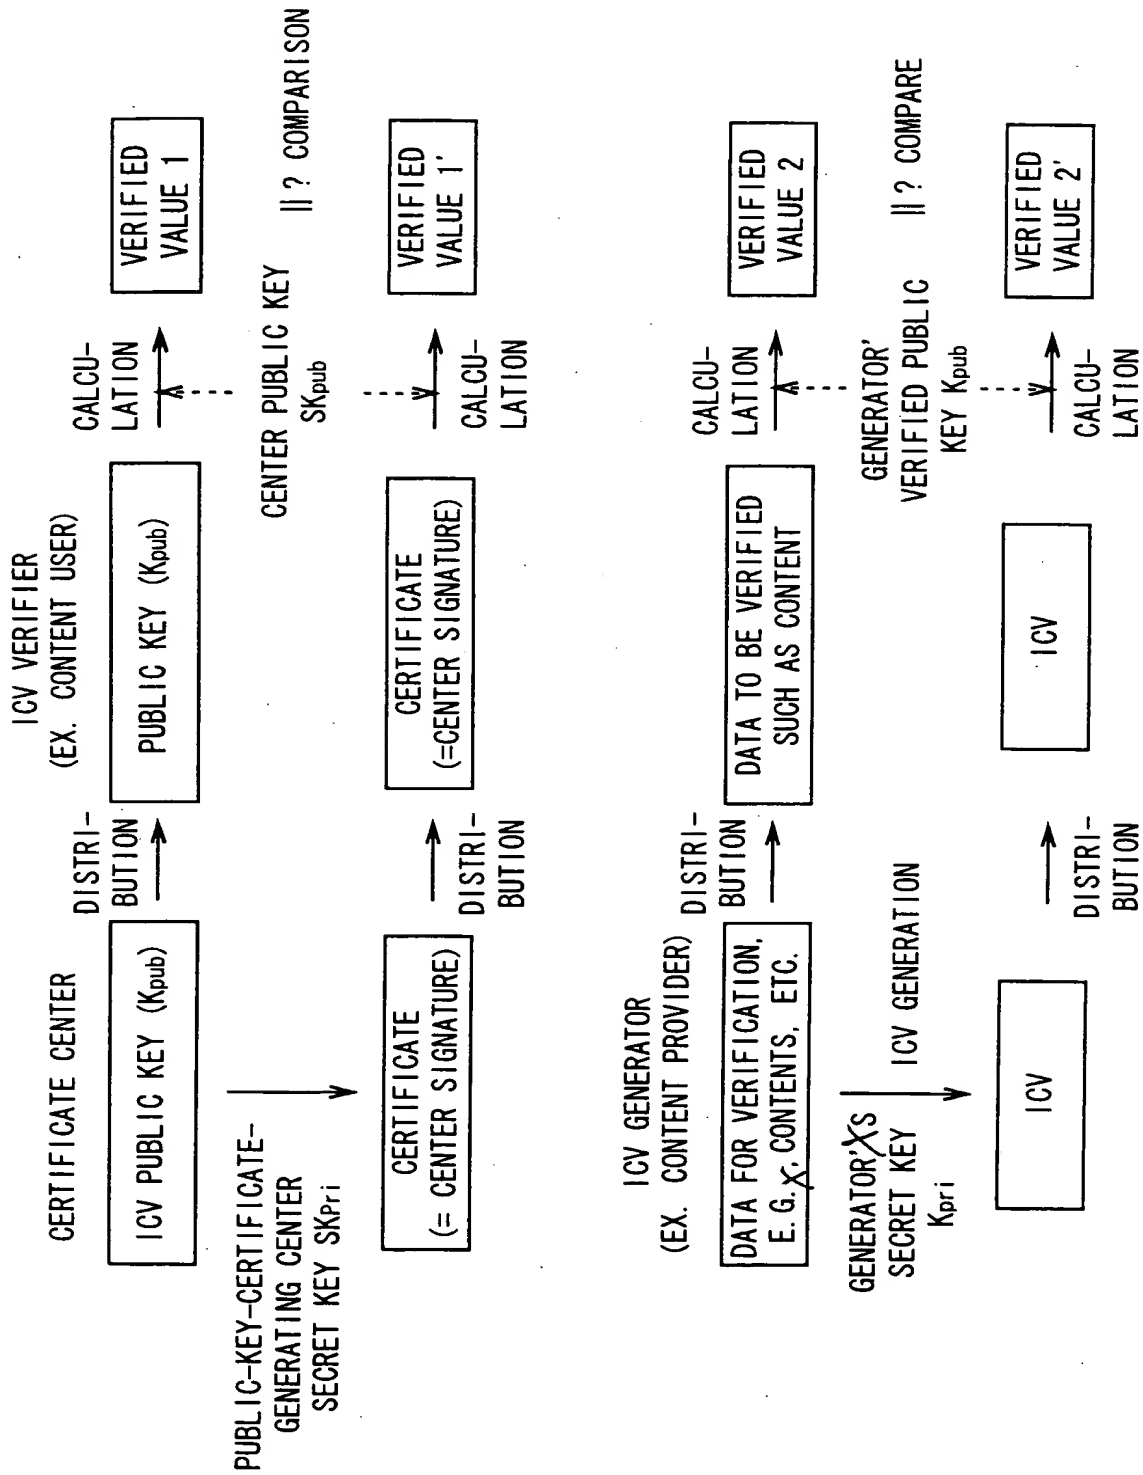 CERTIFICATE CENTER
ICV PUBLIC KEY (Kpub)
DISTRI-
BUTION
ICV VERIFIER
(EX. CONTENT USER)
PUBLIC KEY (Kpub)
CALCU-
LATION
VERIFIED
VALUE 1
PUBLIC-KEY-CERTIFICATE-
GENERATING CENTER
SECRET KEY SKPri
CENTER PUBLIC KEY
SKpub
||? COMPARISON
CERTIFICATE
(= CENTER SIGNATURE)
DISTRI-
BUTION
CERTIFICATE
(=CENTER SIGNATURE)
CALCU-
LATION
VERIFIED
VALUE 1'
ICV GENERATOR
(EX. CONTENT PROVIDER)
DATA FOR VERIFICATION,
E. G., CONTENTS, ETC.
DISTRI-
BUTION
DATA TO BE VERIFIED
SUCH AS CONTENT
CALCU-
LATION
VERIFIED
VALUE 2
GENERATOR'S
SECRET KEY
Kpri
ICV GENERATION
GENERATOR'
VERIFIED PUBLIC
KEY Kpub
||? COMPARE
ICV
DISTRI-
BUTION
ICV
CALCU-
LATION
VERIFIED
VALUE 2'